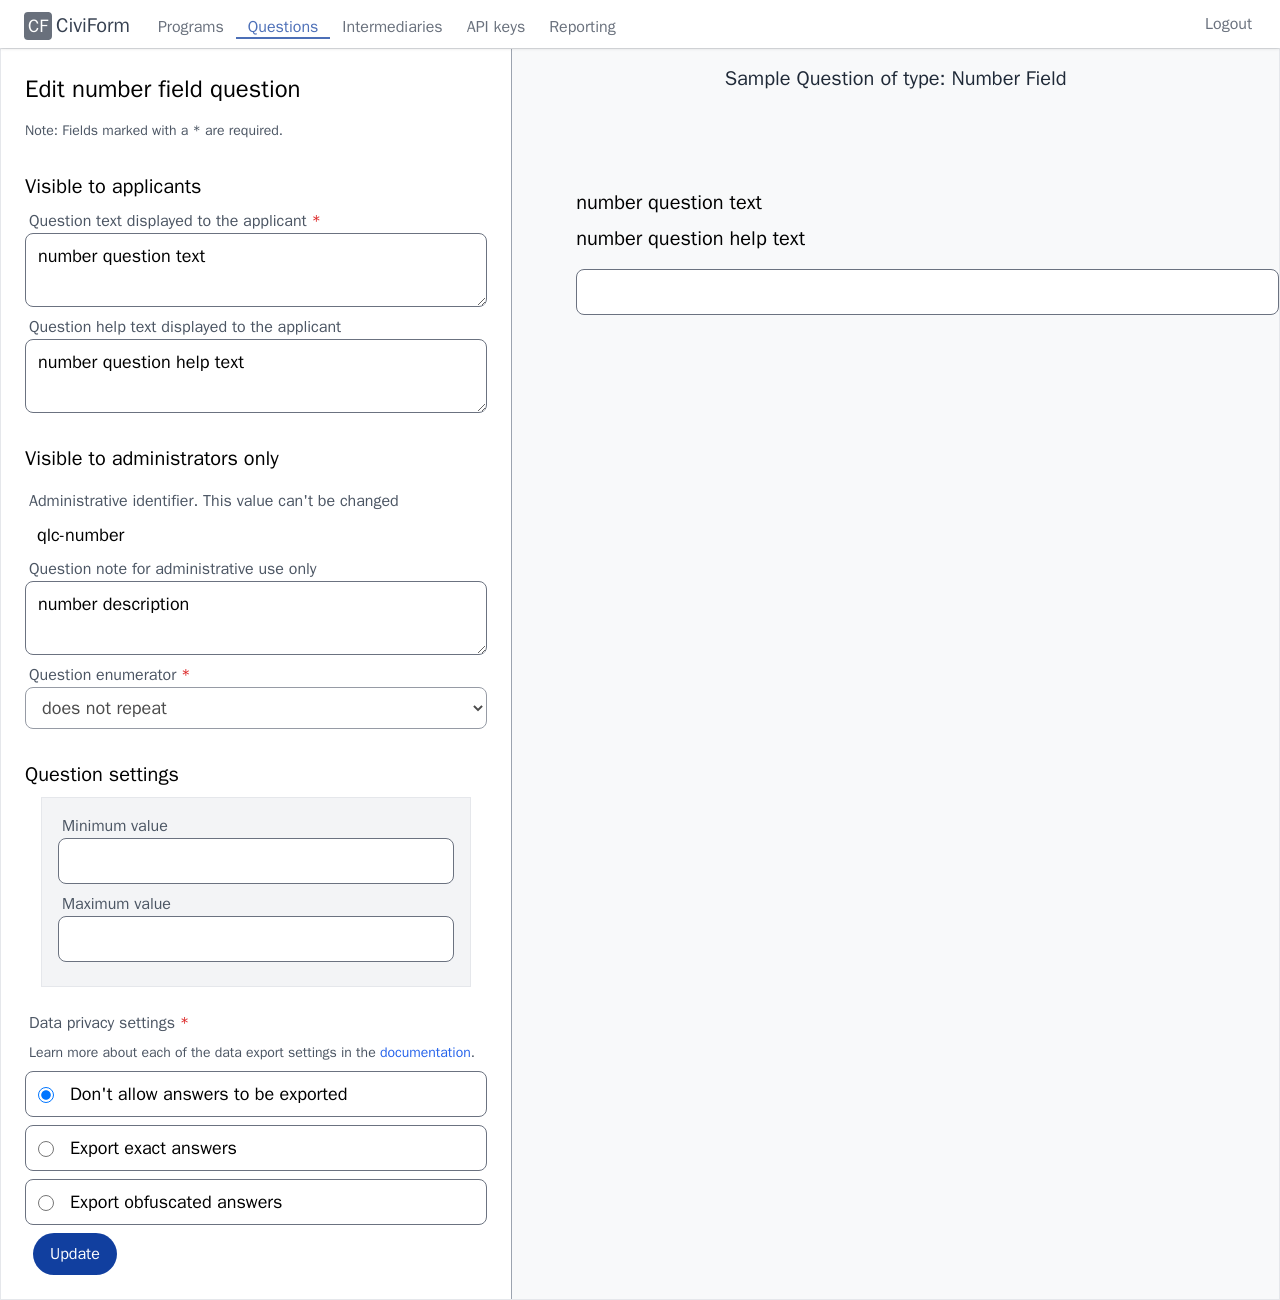 CF CiviForm Programs Questions Intermediaries API keys Reporting Logout
Edit number field question
Note: Fields marked with a * are required.
Visible to applicants
Question text displayed to the applicant *
number question text
Question help text displayed to the applicant
number question help text
Visible to administrators only
Administrative identifier. This value can't be changed
qlc-number
Question note for administrative use only
number description
Question enumerator *
does not repeat
Question settings
Minimum value
Maximum value
Data privacy settings *
Learn more about each of the data export settings in the documentation.
Don't allow answers to be exported
Export exact answers
Export obfuscated answers
Update
Sample Question of type: Number Field
number question text
number question help text